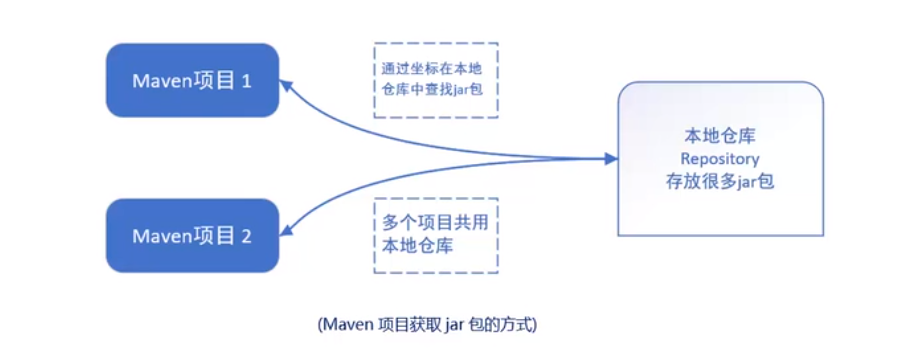 Maven项目 1
通过坐标在本地
仓库中查找jar包
本地仓库
Repository
存放很多jar包
Maven项目 2
多个项目共用
本地仓库
(Maven 项目获取 jar 包的方式)